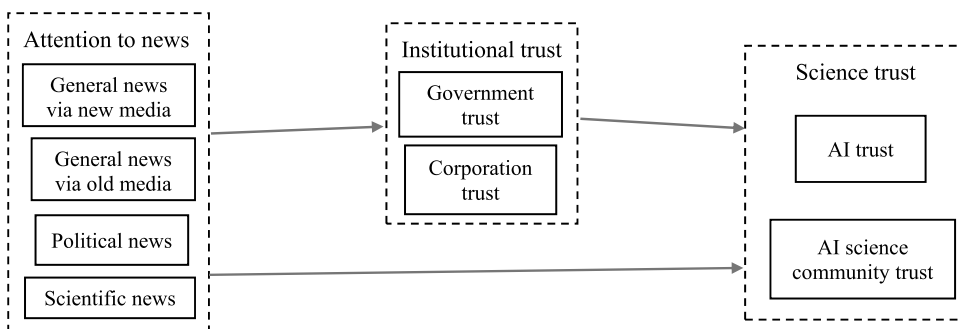 Attention to news
General news
via new media
General news
via old media
Political news
Scientific news
Institutional trust
Government
trust
Corporation
trust
Science trust
AI trust
AI science
community trust